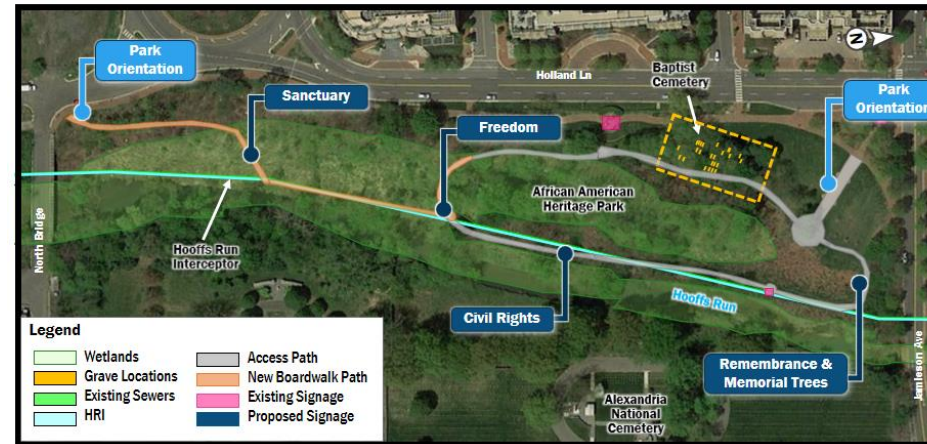 Park
Orientation
Sanctuary
Freedom
Holland Ln
Baptist
Cemetery
N
Park
Orientation
African American
Heritage Park
Hooffs Run
Interceptor
North Bridge
Civil Rights
Hooffs Run
Remembrance &
Memorial Trees
Jamieson Ave
Alexandria
National
Cemetery
Legend
Wetlands
Grave Locations
Existing Sewers
HRI
Access Path
New Boardwalk Path
Existing Signage
Proposed Signage